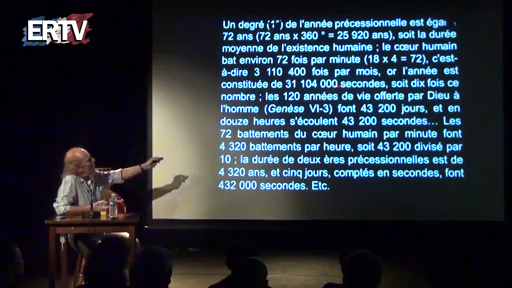 ERTV
Un degré (1°) de l'année précessionnelle est égal
72 ans (72 ans x 360 ° = 25 920 ans), soit la durée
moyenne de l'existence humaine ; le cœur humain
bat environ 72 fois par minute (18 x 4 = 72), c'est-
à-dire 3 110 400 fois par mois, or l'année est
constituée de 31 104 000 secondes, soit dix fois ce
nombre ; les 120 années de vie offerte par Dieu à
l'homme (Genèse VI-3) font 43 200 jours, et en
douze heures s'écoulent 43 200 secondes... Les
72 battements du cœur humain par minute font
4 320 battements par heure, soit 43 200 divisé par
10 ; la durée de deux ères précessionnelles est de
4 320 ans, et cinq jours, comptés en secondes, font
432 000 secondes. Etc.